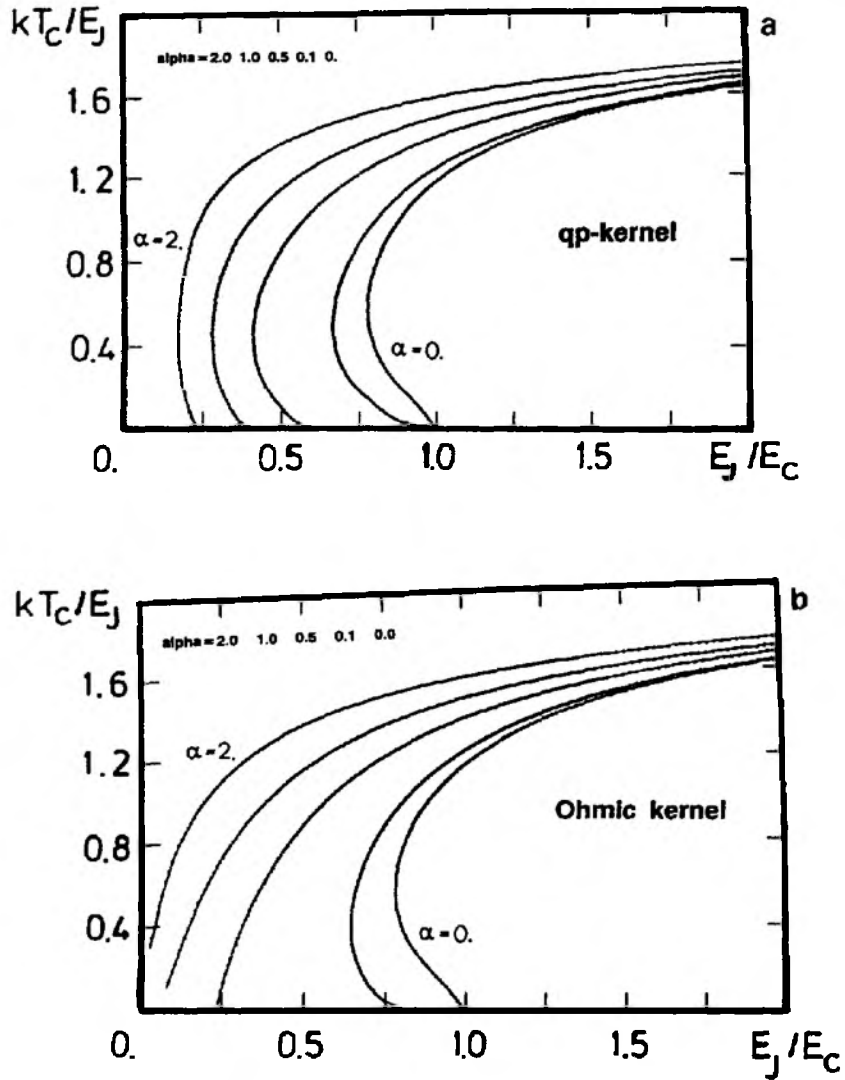 kT_C/E_J
a
alpha = 2.0 1.0 0.5 0.1 0.
1.6
1.2
α=2.
qp-kernel
0.8
0.4
α=0.
0.
0.5
1.0
1.5
E_J/E_C
kT_C/E_J
b
alpha = 2.0 1.0 0.5 0.1 0.0
1.6
α=2.
1.2
Ohmic kernel
0.8
0.4
α=0.
0.
0.5
1.0
1.5
E_J/E_C